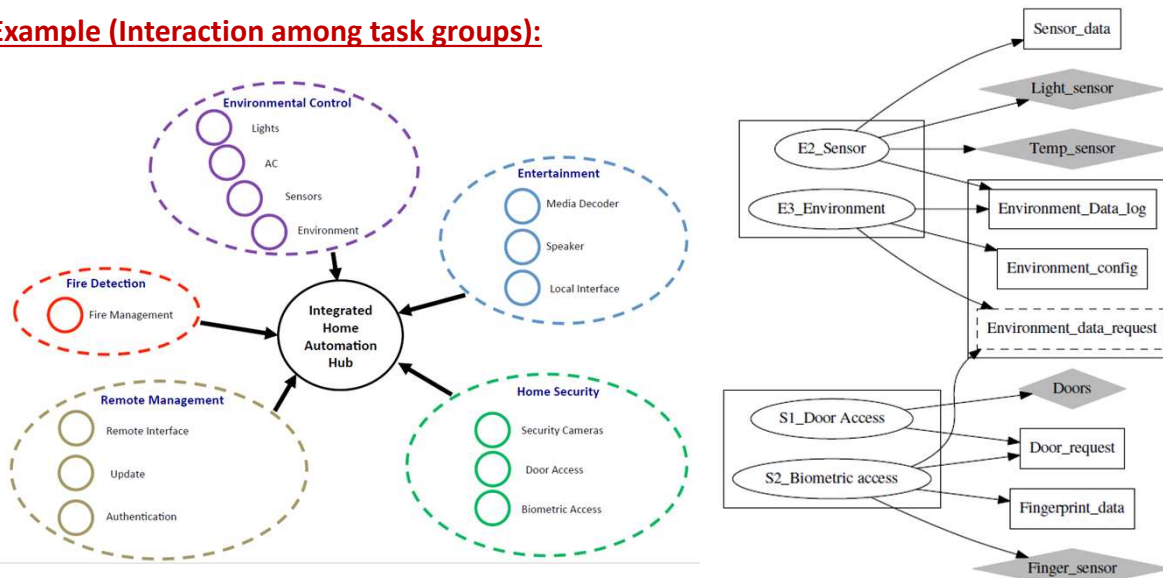 Example (Interaction among task groups):
Environmental Control
Lights
AC
Sensors
Environment
Entertainment
Media Decoder
Speaker
Local Interface
Fire Detection
Fire Management
Integrated
Home
Automation
Hub
Remote Management
Remote Interface
Update
Authentication
Home Security
Security Cameras
Door Access
Biometric Access
Sensor_data
Light_sensor
E2_Sensor
Temp_sensor
E3_Environment
Environment_Data_log
Environment_config
Environment_data_request
Doors
S1_Door Access
Door_request
S2_Biometric access
Fingerprint_data
Finger_sensor